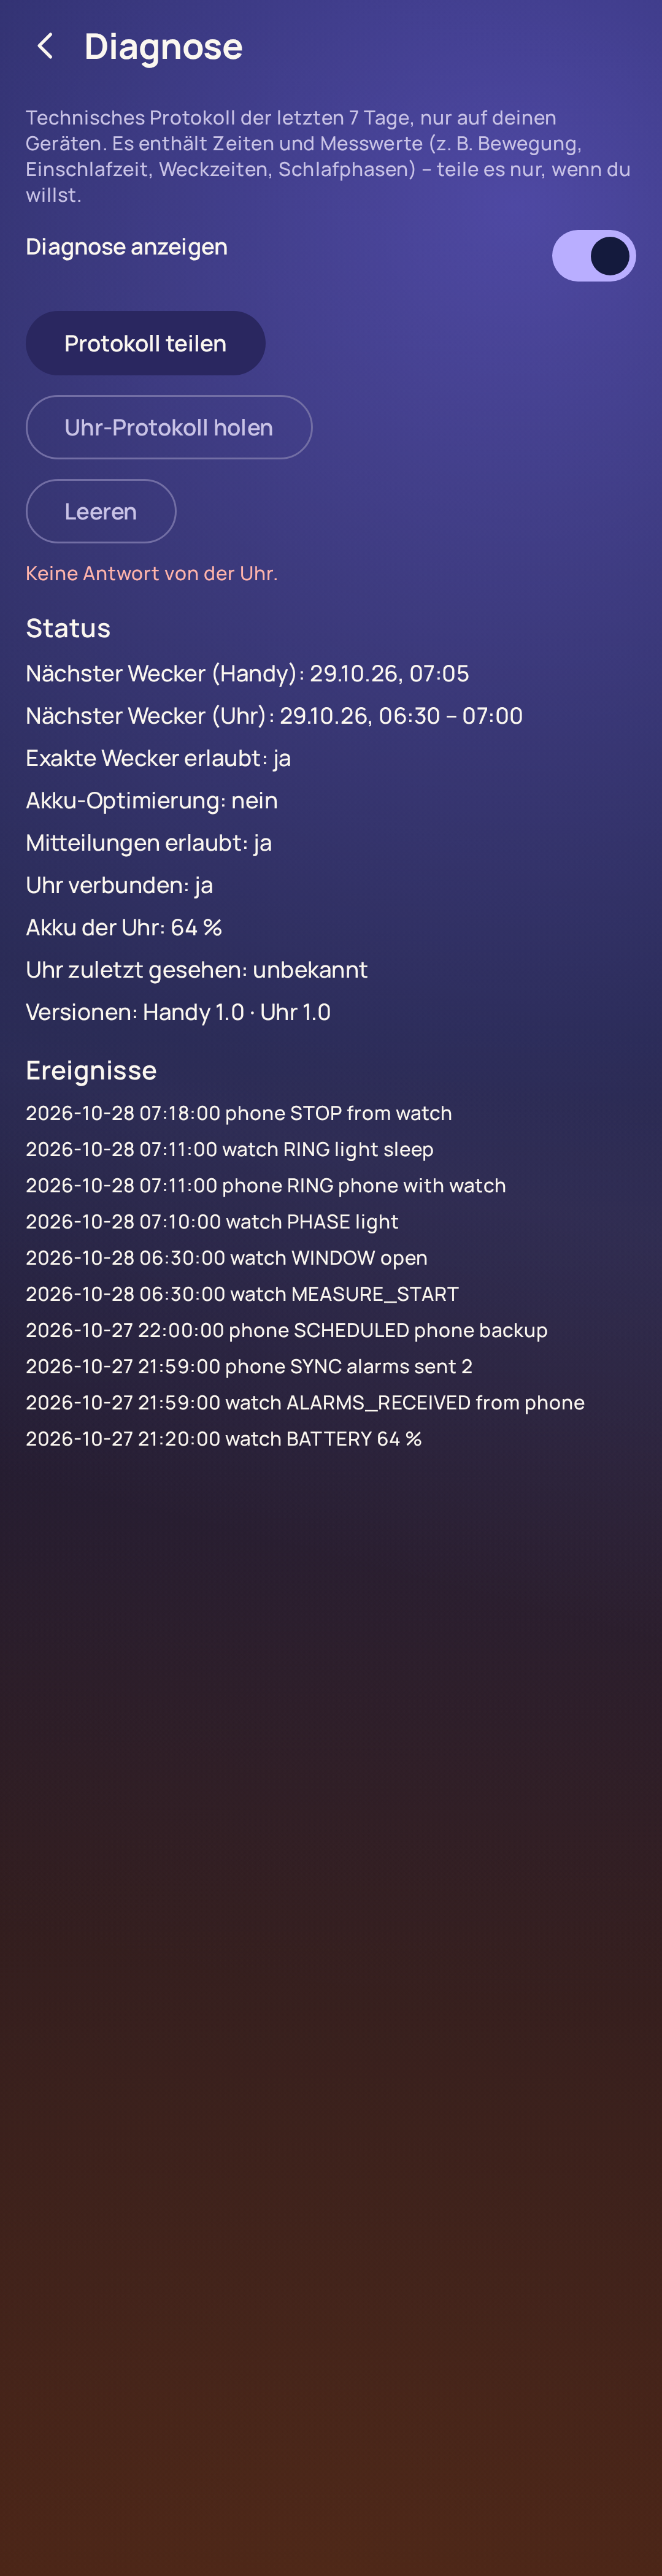 Diagnose
Technisches Protokoll der letzten 7 Tage, nur auf deinen
Geräten. Es enthält Zeiten und Messwerte (z. B. Bewegung,
Einschlafzeit, Weckzeiten, Schlafphasen) – teile es nur, wenn du
willst.
Diagnose anzeigen
Protokoll teilen
Uhr-Protokoll holen
Leeren
Keine Antwort von der Uhr.
Status
Nächster Wecker (Handy): 29.10.26, 07:05
Nächster Wecker (Uhr): 29.10.26, 06:30 – 07:00
Exakte Wecker erlaubt: ja
Akku-Optimierung: nein
Mitteilungen erlaubt: ja
Uhr verbunden: ja
Akku der Uhr: 64 %
Uhr zuletzt gesehen: unbekannt
Versionen: Handy 1.0 · Uhr 1.0
Ereignisse
2026-10-28 07:18:00 phone STOP from watch
2026-10-28 07:11:00 watch RING light sleep
2026-10-28 07:11:00 phone RING phone with watch
2026-10-28 07:10:00 watch PHASE light
2026-10-28 06:30:00 watch WINDOW open
2026-10-28 06:30:00 watch MEASURE_START
2026-10-27 22:00:00 phone SCHEDULED phone backup
2026-10-27 21:59:00 phone SYNC alarms sent 2
2026-10-27 21:59:00 watch ALARMS_RECEIVED from phone
2026-10-27 21:20:00 watch BATTERY 64 %